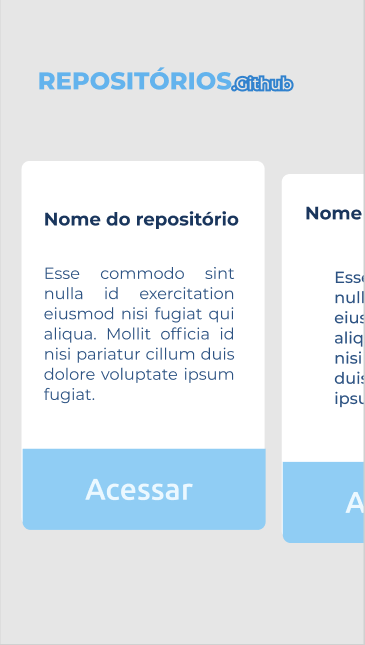 REPOSITÓRIOS.Github
Nome do repositório
Esse commodo sint
nulla id exercitation
eiusmod nisi fugiat qui
aliqua. Mollit officia id
nisi pariatur cillum duis
dolore voluptate ipsum
fugiat.
Acessar
Nome
Esse
null
eius
aliq
nisi
duis
ipsu
A